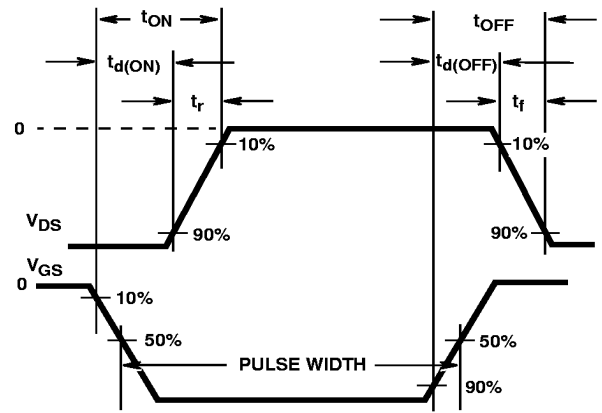 tON
tOFF
td(ON)
td(OFF)
tr
tf
0
10%
10%
VDS
90%
90%
VGS
0
10%
50%
PULSE WIDTH
50%
90%